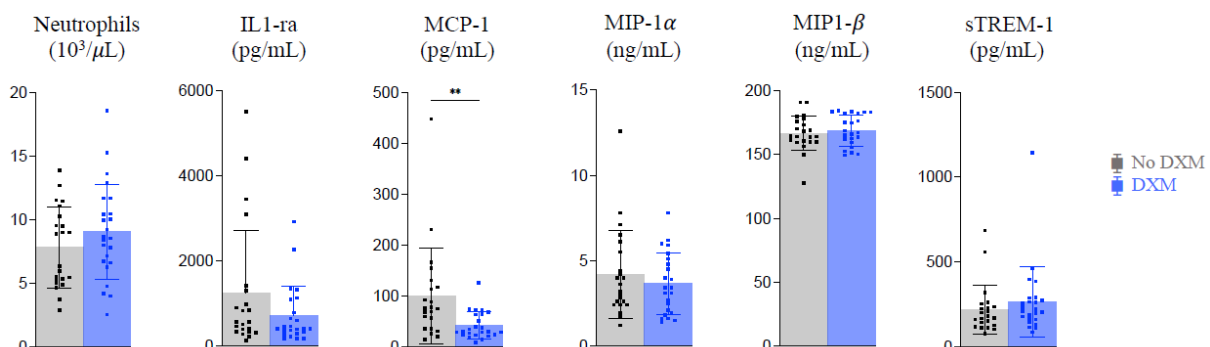 Neutrophils
(10³/μL)
20
15
10
5
0
IL1-ra
(pg/mL)
6000
4000
2000
0
MCP-1
(pg/mL)
500
400
300
200
100
0
**
MIP-1α
(ng/mL)
15
10
5
0
MIP1-β
(ng/mL)
200
150
100
50
0
sTREM-1
(pg/mL)
1500
1000
500
0
No DXM
DXM